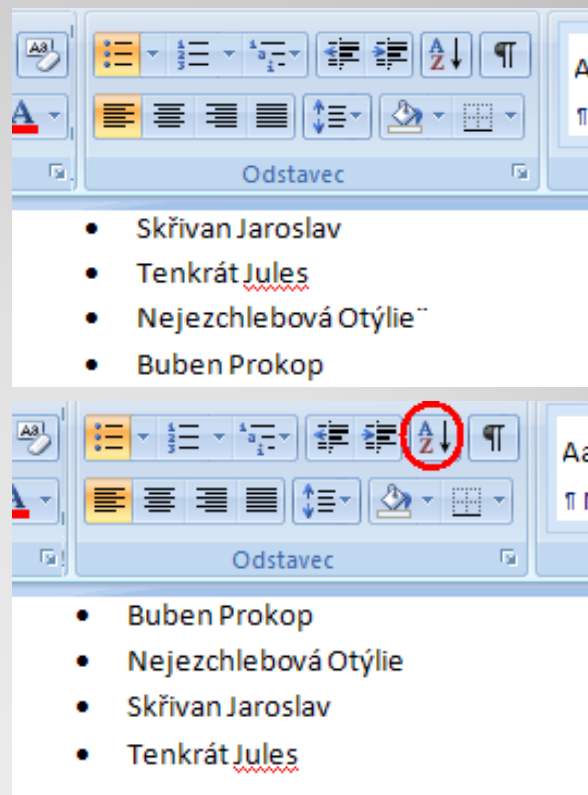 Odstavec
Skřivan Jaroslav
Tenkrát Jules
Nejezchlebová Otýlie¨
Buben Prokop
Odstavec
Buben Prokop
Nejezchlebová Otýlie
Skřivan Jaroslav
Tenkrát Jules